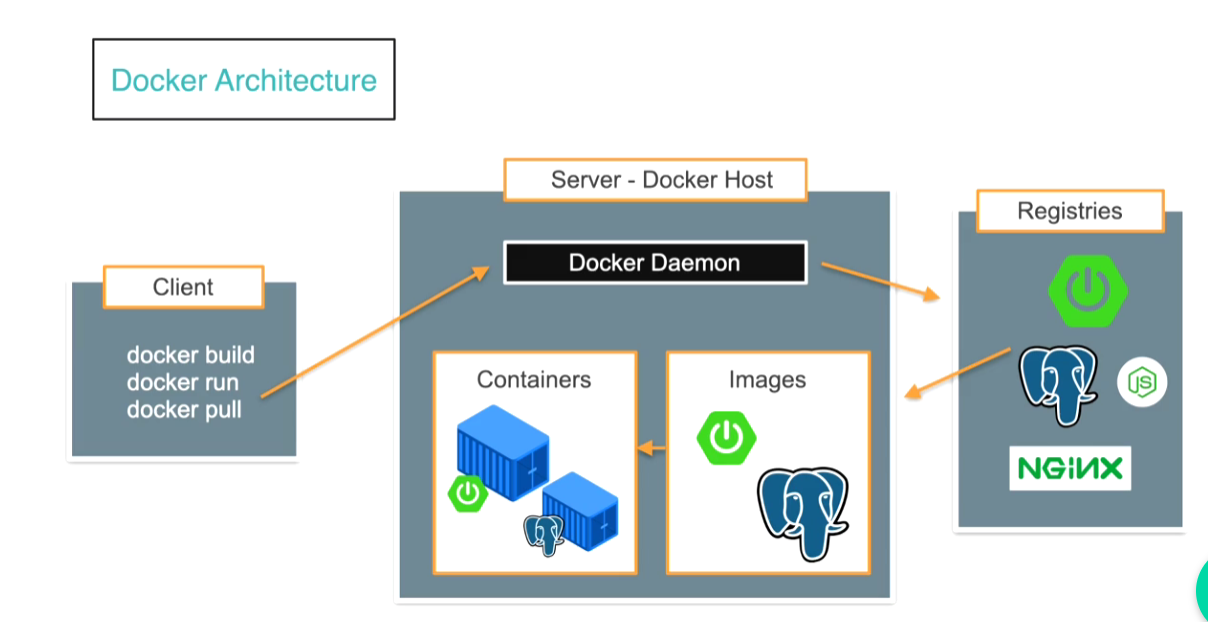 Docker Architecture
Server - Docker Host
Registries
Docker Daemon
Client
docker build
docker run
docker pull
Containers
Images
JS
NGINX